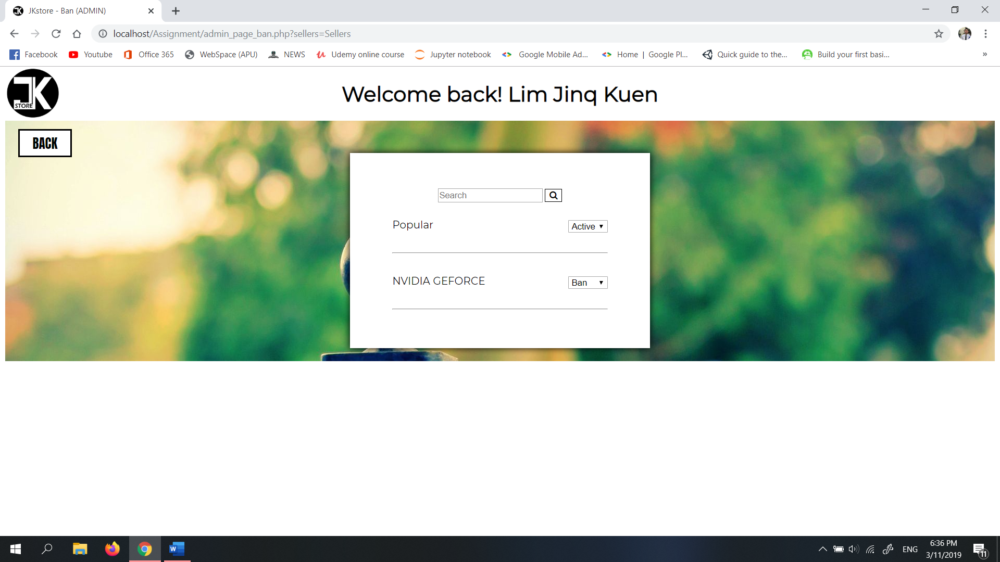 JKstore - Ban (ADMIN)
localhost/Assignment/admin_page_ban.php?sellers=Sellers
Facebook Youtube Office 365 WebSpace (APU) NEWS Udemy online course Jupyter notebook Google Mobile Ad... Home | Google Pl... Quick guide to the... Build your first basi... »
JK STORE
Welcome back! Lim Jinq Kuen
BACK
Search
Popular Active
NVIDIA GEFORCE Ban
ENG
6:36 PM
3/11/2019
11